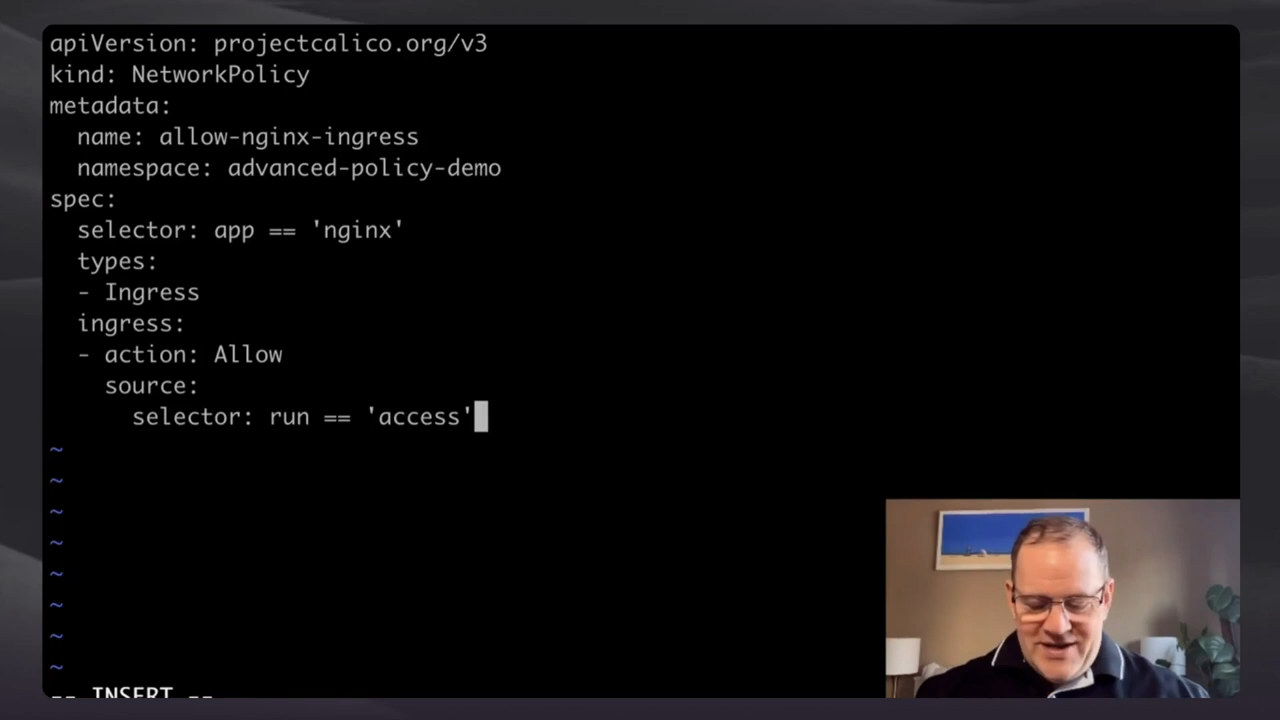 apiVersion: projectcalico.org/v3
kind: NetworkPolicy
metadata:
  name: allow-nginx-ingress
  namespace: advanced-policy-demo
spec:
  selector: app == 'nginx'
  types:
  - Ingress
  ingress:
  - action: Allow
    source:
      selector: run == 'access'
~
~
~
~
~
~
~
~
-- INSERT --